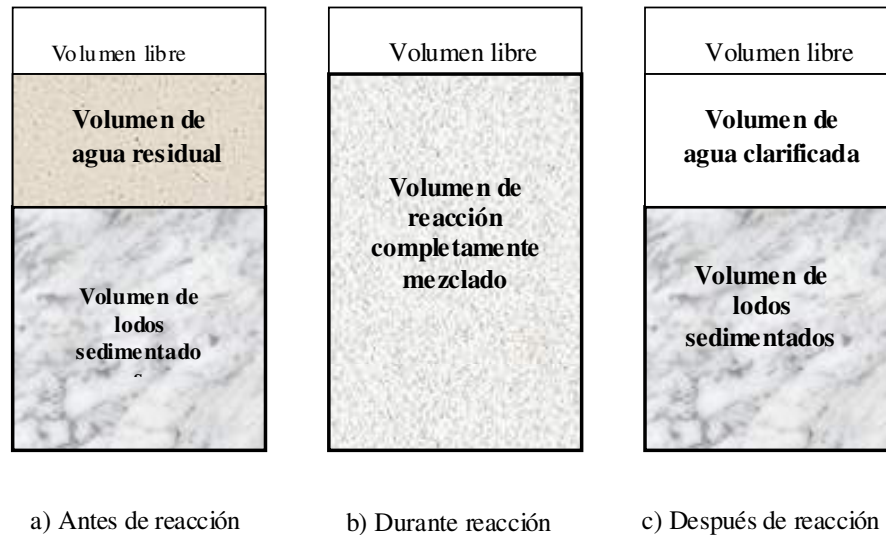 Volumen libre
Volumen de
agua residual
Volumen de
lodos
sedimentado
Volumen libre
Volumen de
reacción
completamente
mezclado
Volumen libre
Volumen de
agua clarificada
Volumen de
lodos
sedimentados
a) Antes de reacción
b) Durante reacción
c) Después de reacción